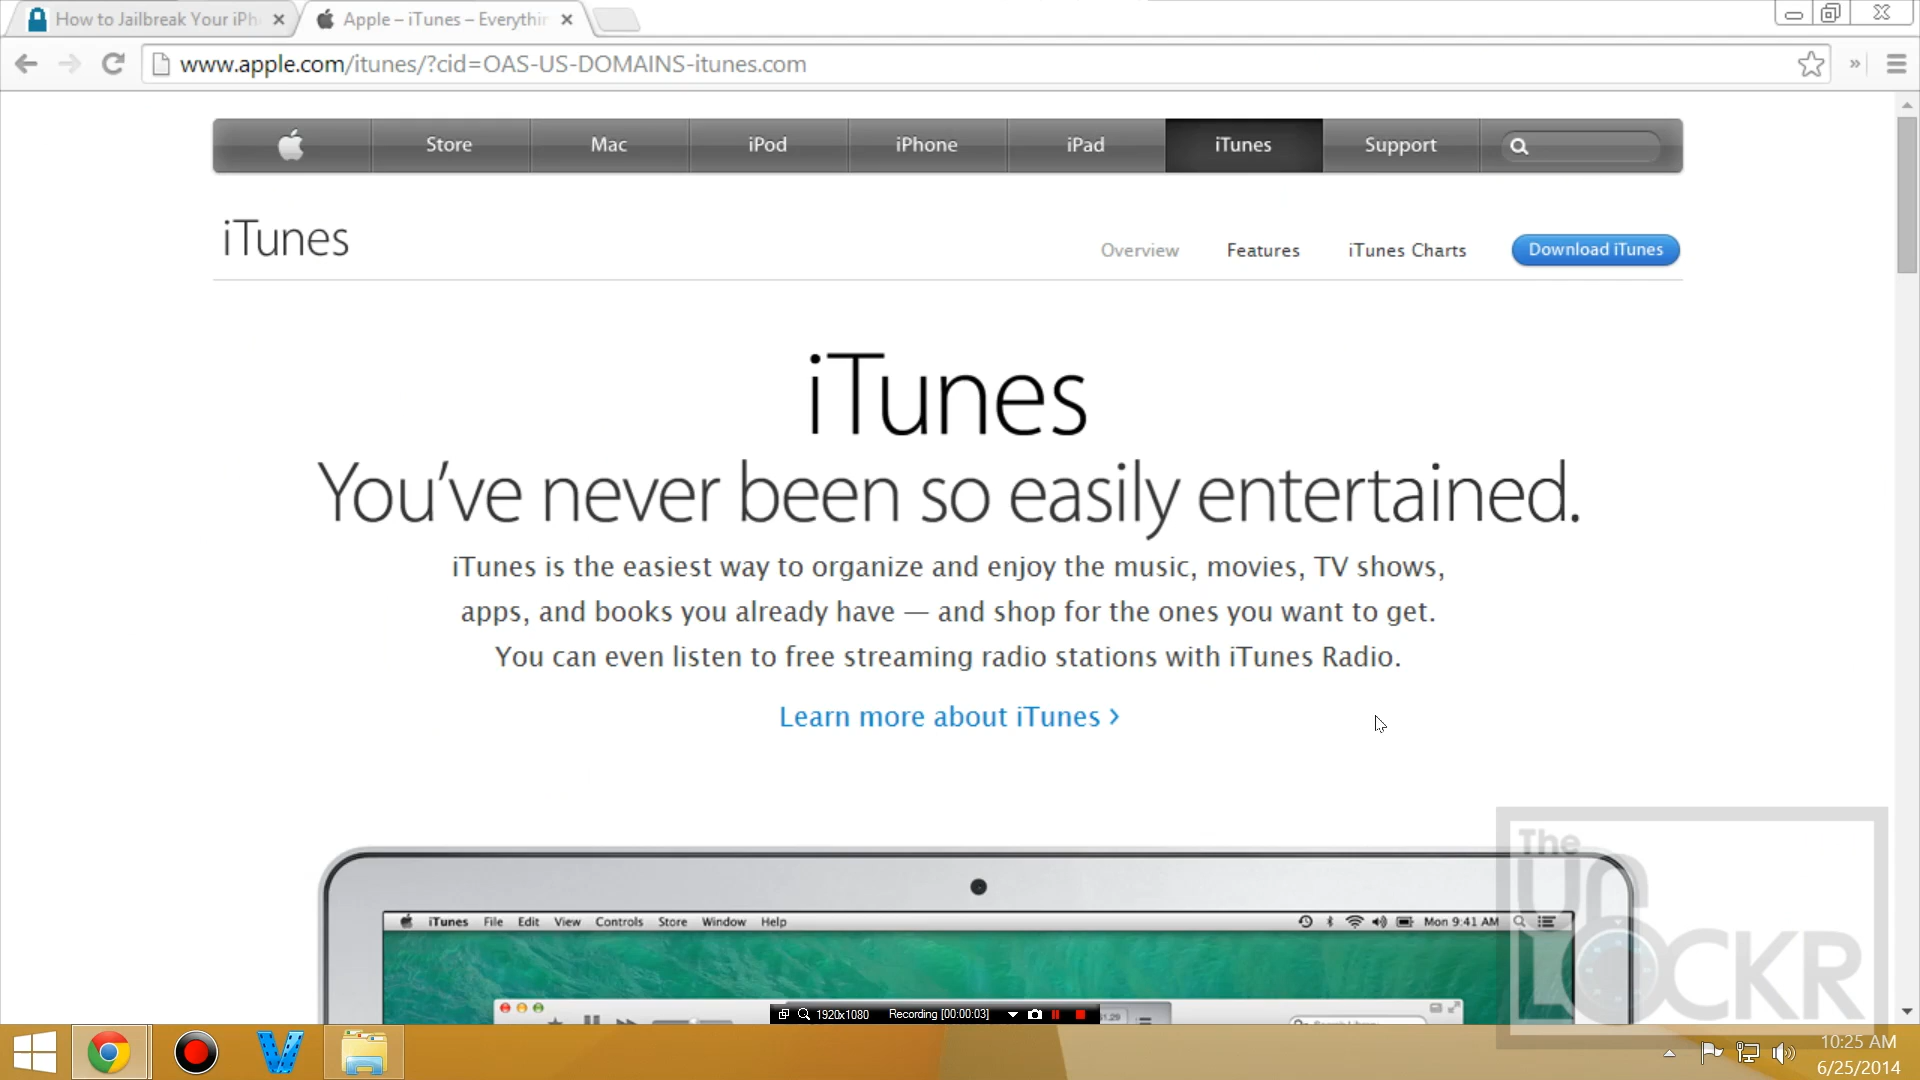 How to Jailbreak Your iPh
Apple – iTunes – Everythin
www.apple.com/itunes/?cid=OAS-US-DOMAINS-itunes.com
Store Mac iPod iPhone iPad iTunes Support
iTunes
Overview Features iTunes Charts Download iTunes
iTunes
You've never been so easily entertained.
iTunes is the easiest way to organize and enjoy the music, movies, TV shows,
apps, and books you already have — and shop for the ones you want to get.
You can even listen to free streaming radio stations with iTunes Radio.
Learn more about iTunes >
The
UN
LOCKR
iTunes File Edit View Controls Store Window Help Mon 9:41 AM
1920x1080 Recording [00:00:03]
10:25 AM
6/25/2014